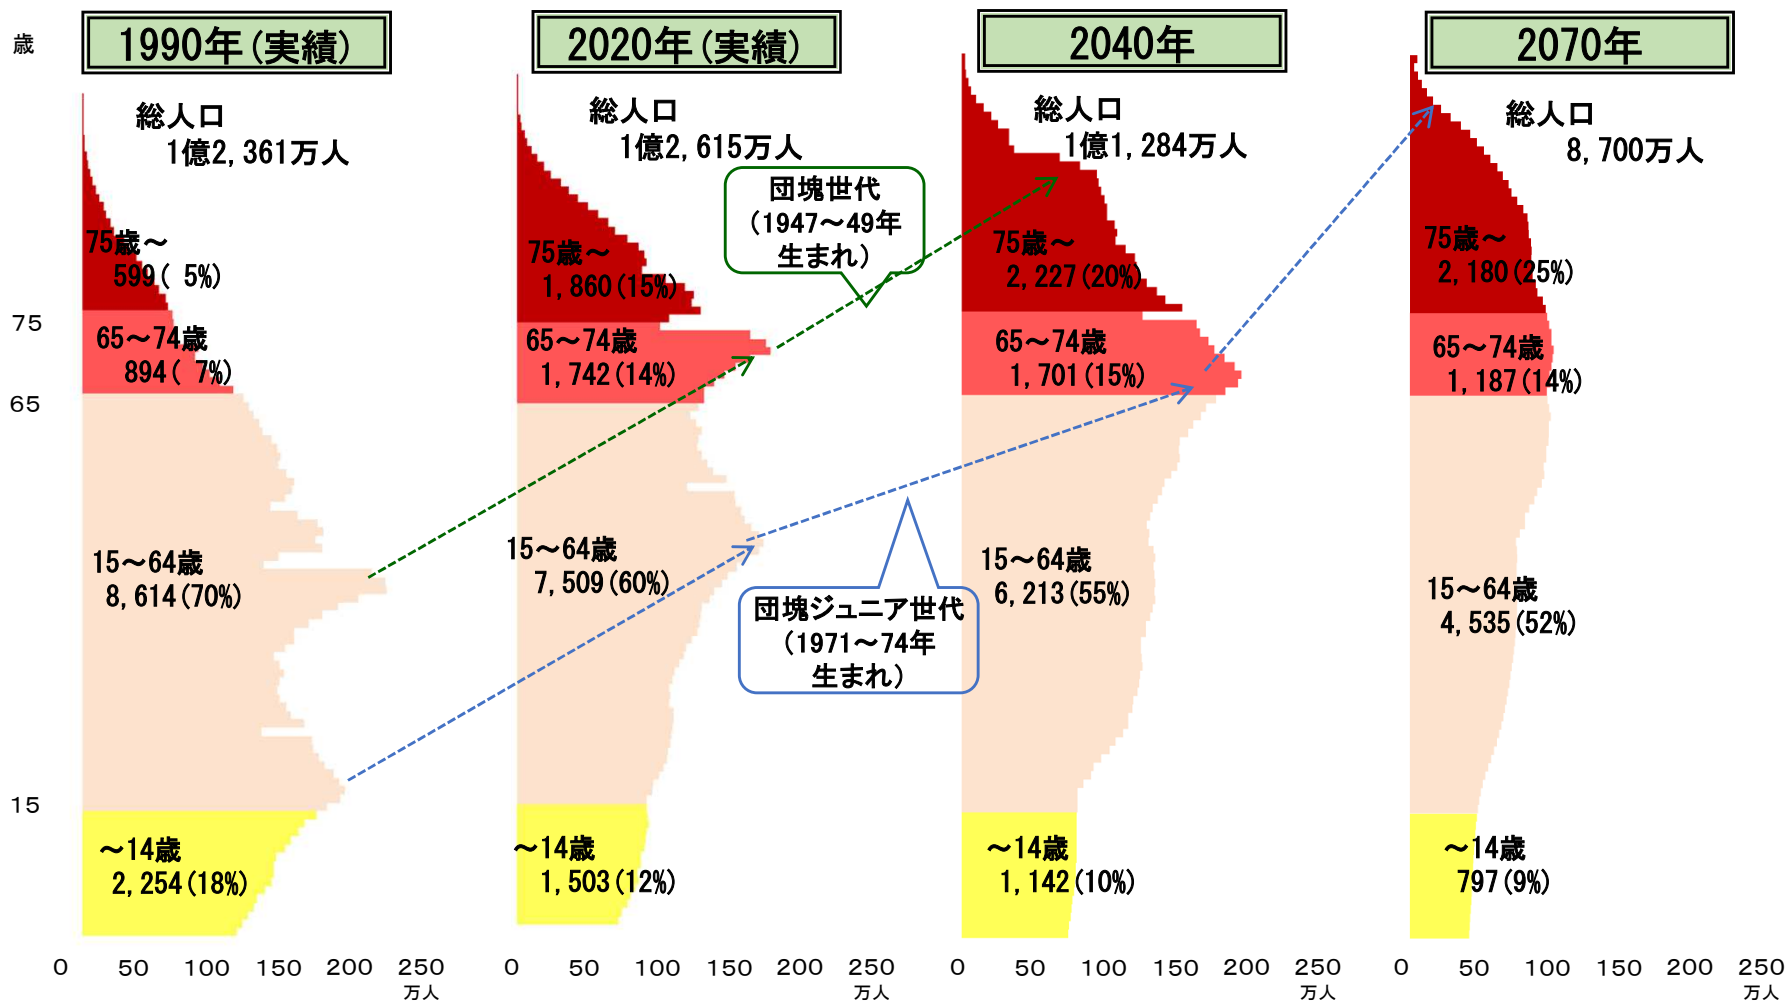 歳
1990年(実績)
総人口
1億2,361万人
75歳～
599( 5%)
65～74歳
894( 7%)
15～64歳
8,614(70%)
～14歳
2,254(18%)
75
65
15
0 50 100 150 200 250
万人
2020年(実績)
総人口
1億2,615万人
75歳～
1,860(15%)
65～74歳
1,742(14%)
15～64歳
7,509(60%)
～14歳
1,503(12%)
0 50 100 150 200 250
万人
団塊世代
(1947～49年
生まれ)
団塊ジュニア世代
(1971～74年
生まれ)
2040年
総人口
1億1,284万人
75歳～
2,227(20%)
65～74歳
1,701(15%)
15～64歳
6,213(55%)
～14歳
1,142(10%)
0 50 100 150 200 250
万人
2070年
総人口
8,700万人
75歳～
2,180(25%)
65～74歳
1,187(14%)
15～64歳
4,535(52%)
～14歳
797(9%)
0 50 100 150 200 250
万人